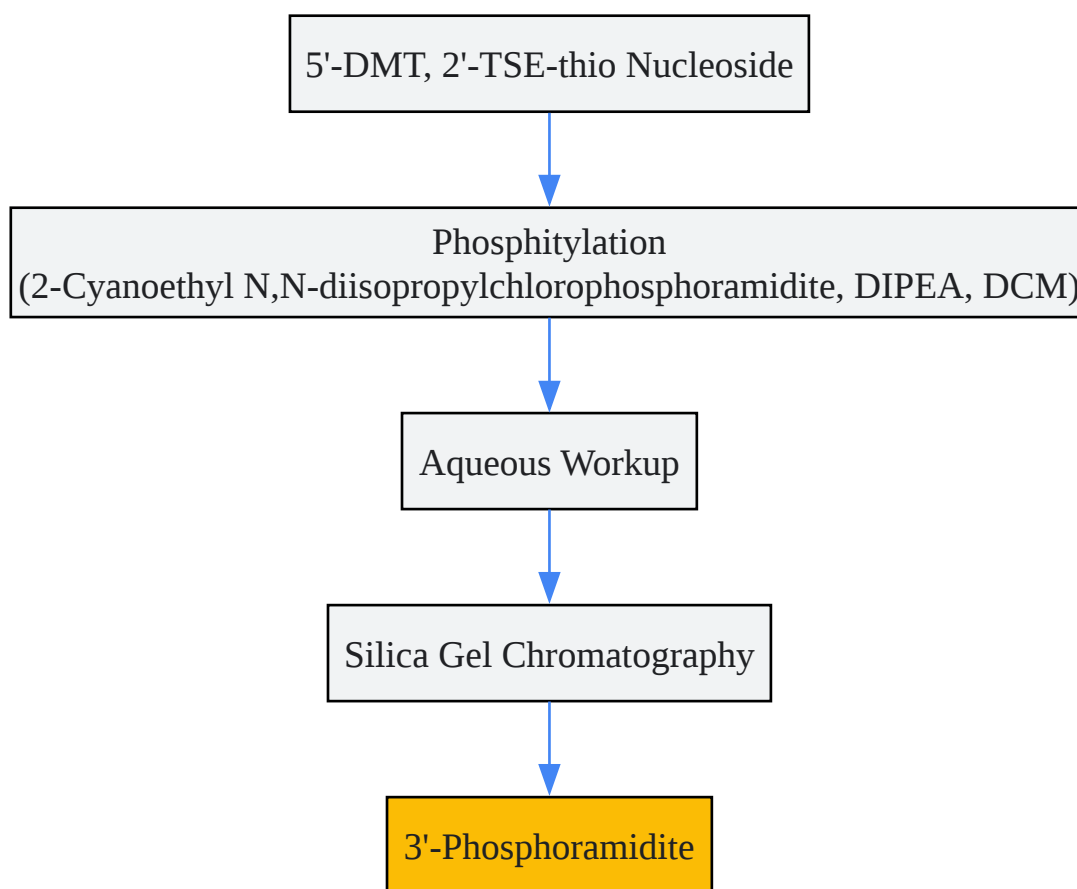 5'-DMT, 2'-TSE-thio Nucleoside
Phosphitylation
(2-Cyanoethyl N,N-diisopropylchlorophosphoramidite, DIPEA, DCM)
Aqueous Workup
Silica Gel Chromatography
3'-Phosphoramidite